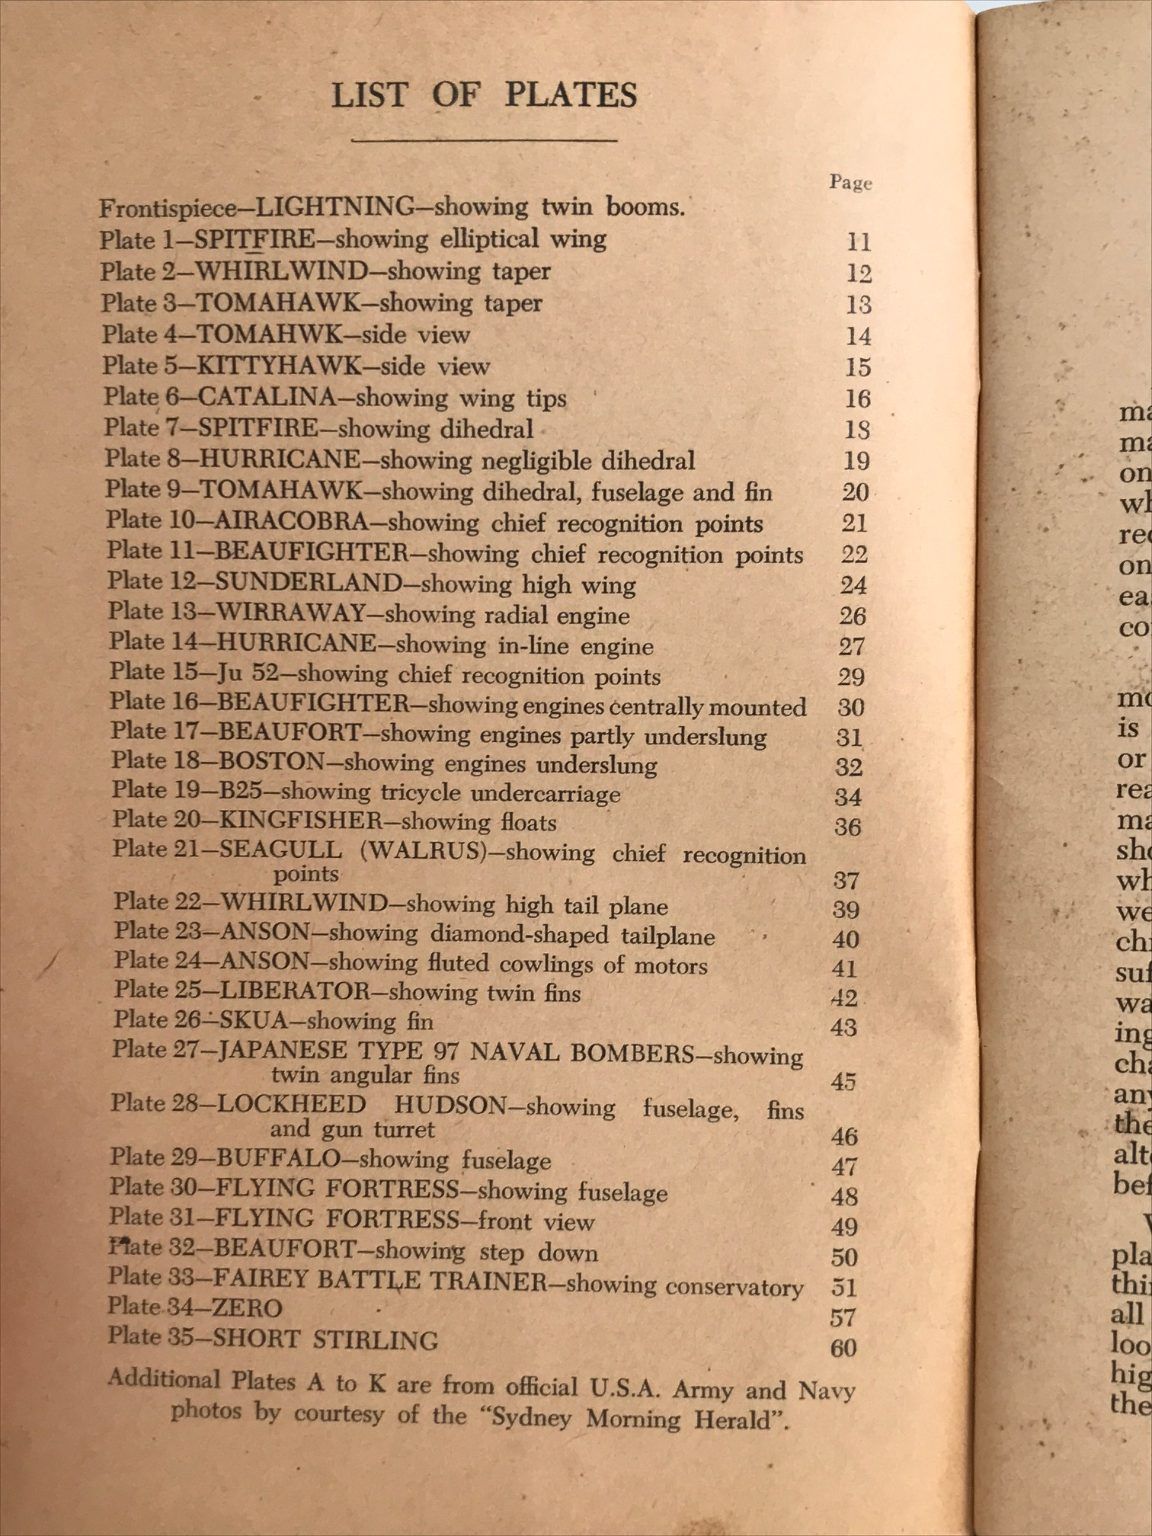 LIST OF PLATES
Page
Frontispiece—LIGHTNING—showing twin booms.
Plate 1—SPITFIRE—showing elliptical wing 11
Plate 2—WHIRLWIND—showing taper 12
Plate 3—TOMAHAWK—showing taper 13
Plate 4—TOMAHWK—side view 14
Plate 5—KITTYHAWK—side view 15
Plate 6—CATALINA—showing wing tips 16
Plate 7—SPITFIRE—showing dihedral 18
Plate 8—HURRICANE—showing negligible dihedral 19
Plate 9—TOMAHAWK—showing dihedral, fuselage and fin 20
Plate 10—AIRACOBRA—showing chief recognition points 21
Plate 11—BEAUFIGHTER—showing chief recognition points 22
Plate 12—SUNDERLAND—showing high wing 24
Plate 13—WIRRAWAY—showing radial engine 26
Plate 14—HURRICANE—showing in-line engine 27
Plate 15—Ju 52—showing chief recognition points 29
Plate 16—BEAUFIGHTER—showing engines centrally mounted 30
Plate 17—BEAUFORT—showing engines partly underslung 31
Plate 18—BOSTON—showing engines underslung 32
Plate 19—B25—showing tricycle undercarriage 34
Plate 20—KINGFISHER—showing floats 36
Plate 21—SEAGULL (WALRUS)—showing chief recognition
points 37
Plate 22—WHIRLWIND—showing high tail plane 39
Plate 23—ANSON—showing diamond-shaped tailplane 40
Plate 24—ANSON—showing fluted cowlings of motors 41
Plate 25—LIBERATOR—showing twin fins 42
Plate 26—SKUA—showing fin 43
Plate 27—JAPANESE TYPE 97 NAVAL BOMBERS—showing
twin angular fins 45
Plate 28—LOCKHEED HUDSON—showing fuselage, fins
and gun turret 46
Plate 29—BUFFALO—showing fuselage 47
Plate 30—FLYING FORTRESS—showing fuselage 48
Plate 31—FLYING FORTRESS—front view 49
Plate 32—BEAUFORT—showing step down 50
Plate 33—FAIREY BATTLE TRAINER—showing conservatory 51
Plate 34—ZERO 57
Plate 35—SHORT STIRLING 60
Additional Plates A to K are from official U.S.A. Army and Navy
photos by courtesy of the "Sydney Morning Herald".
is
or
all
the